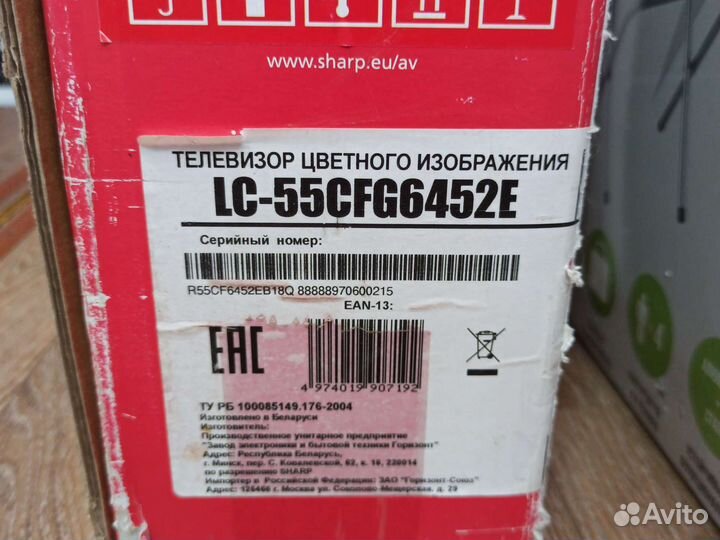 www.sharp.eu/av
ТЕЛЕВИЗОР ЦВЕТНОГО ИЗОБРАЖЕНИЯ
LC-55CFG6452E
Серийный номер:
R55CF6452EB18Q 88888970600215
EAN-13:
EAC
4 974019 907192
ТУ РБ 100085149.176-2004
Изготовлено в Беларуси
Изготовитель:
Производственное унитарное предприятие
"Завод электроники и бытовой техники Горизонт"
Адрес: Республика Беларусь,
г. Минск, пер. С. Ковалевской, 62, к. 16, 220014
по разрешению SHARP
Импортер в Российской Федерации: ЗАО "Горизонт-Союз"
Адрес: 125466 г. Москва ул. Соколово-Мещерская, д. 29
Avito